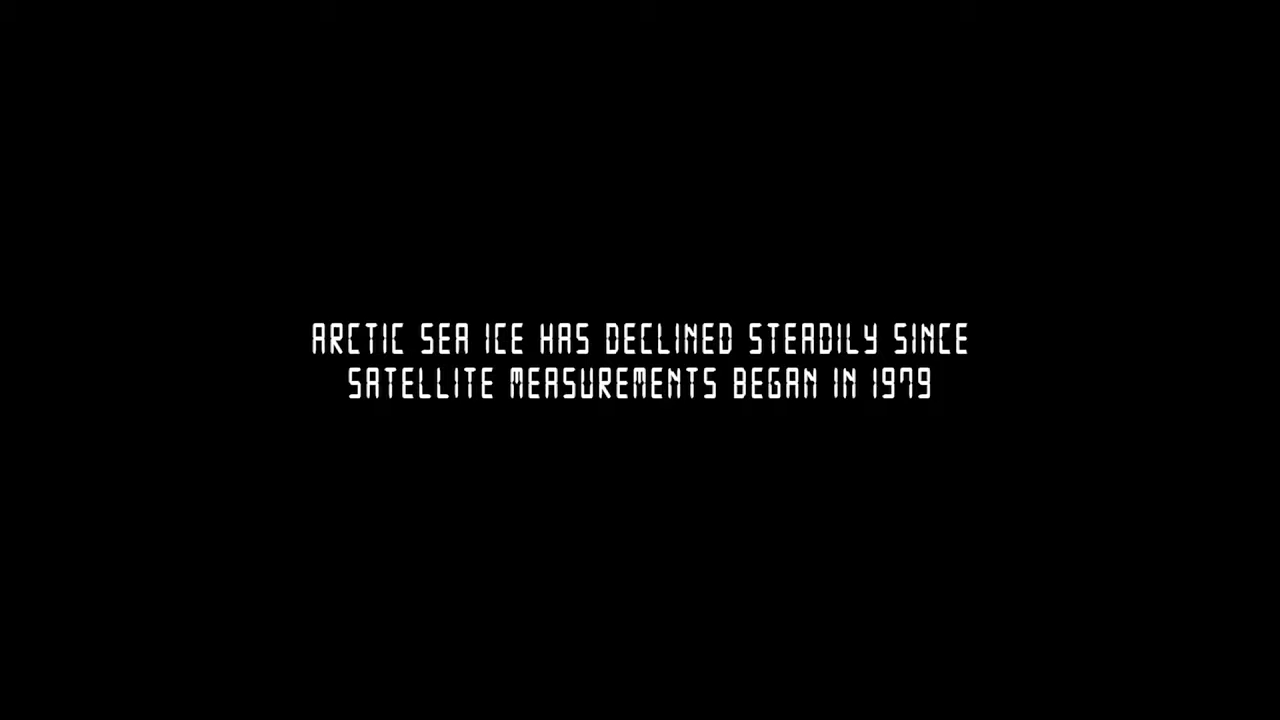 ARCTIC SEA ICE HAS DECLINED STEADILY SINCE
SATELLITE MEASUREMENTS BEGAN IN 1979